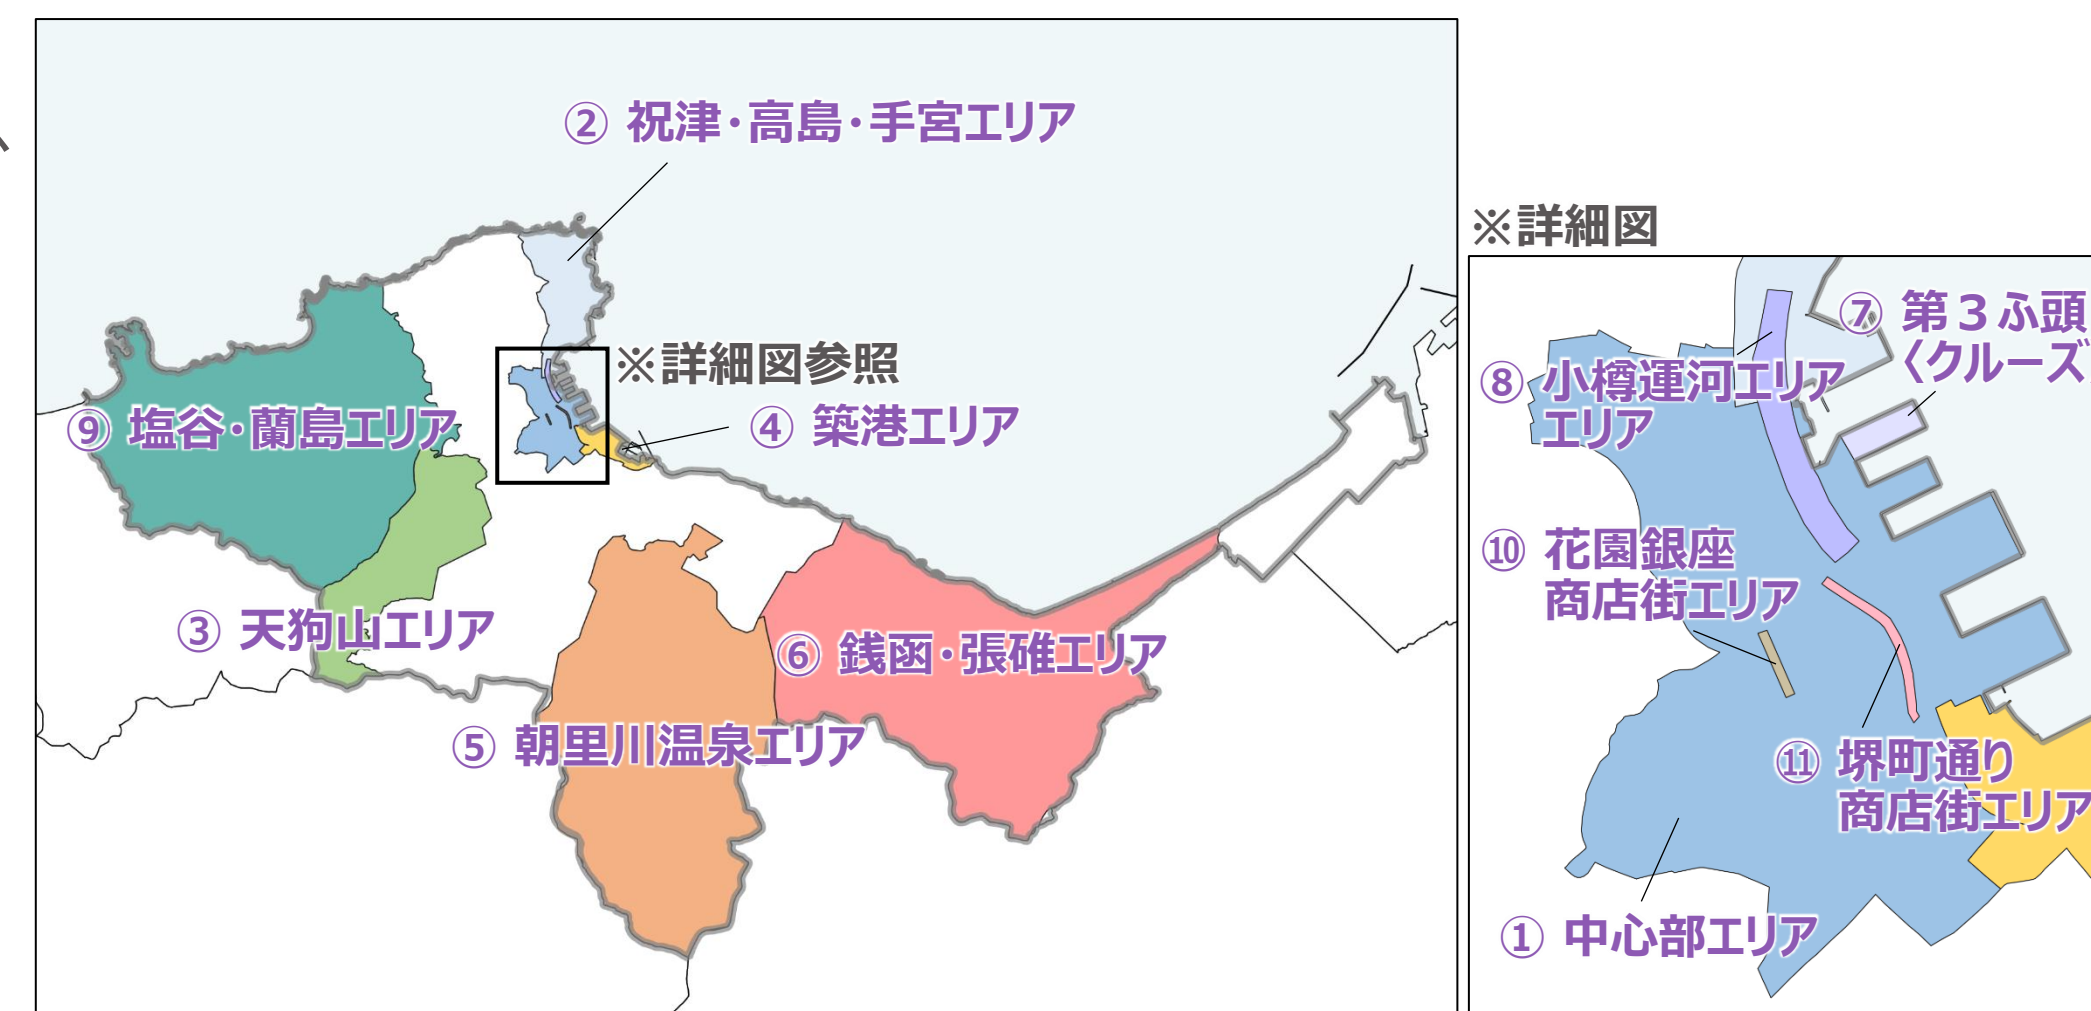 ② 祝津・高島・手宮エリア
※詳細図参照
④ 築港エリア
⑨ 塩谷・蘭島エリア
③ 天狗山エリア
⑥ 銭函・張碓エリア
⑤ 朝里川温泉エリア
※詳細図
⑦ 第３ふ頭
〈クルーズ
⑧ 小樽運河エリア
エリア
⑩ 花園銀座
商店街エリア
⑪ 堺町通り
商店街エリア
① 中心部エリア